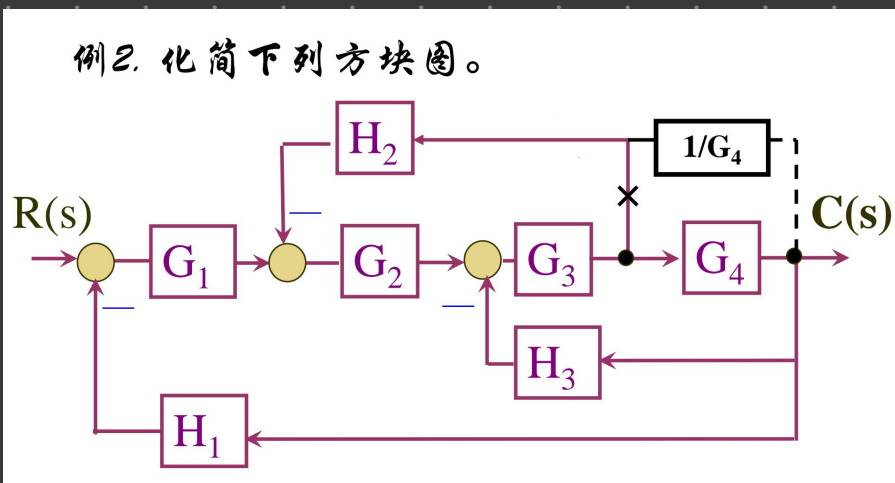 例2. 化简下列方块图。
H₂
1/G₄
R(s)
C(s)
—
G₁
G₂
G₃
G₄
—
—
H₃
H₁